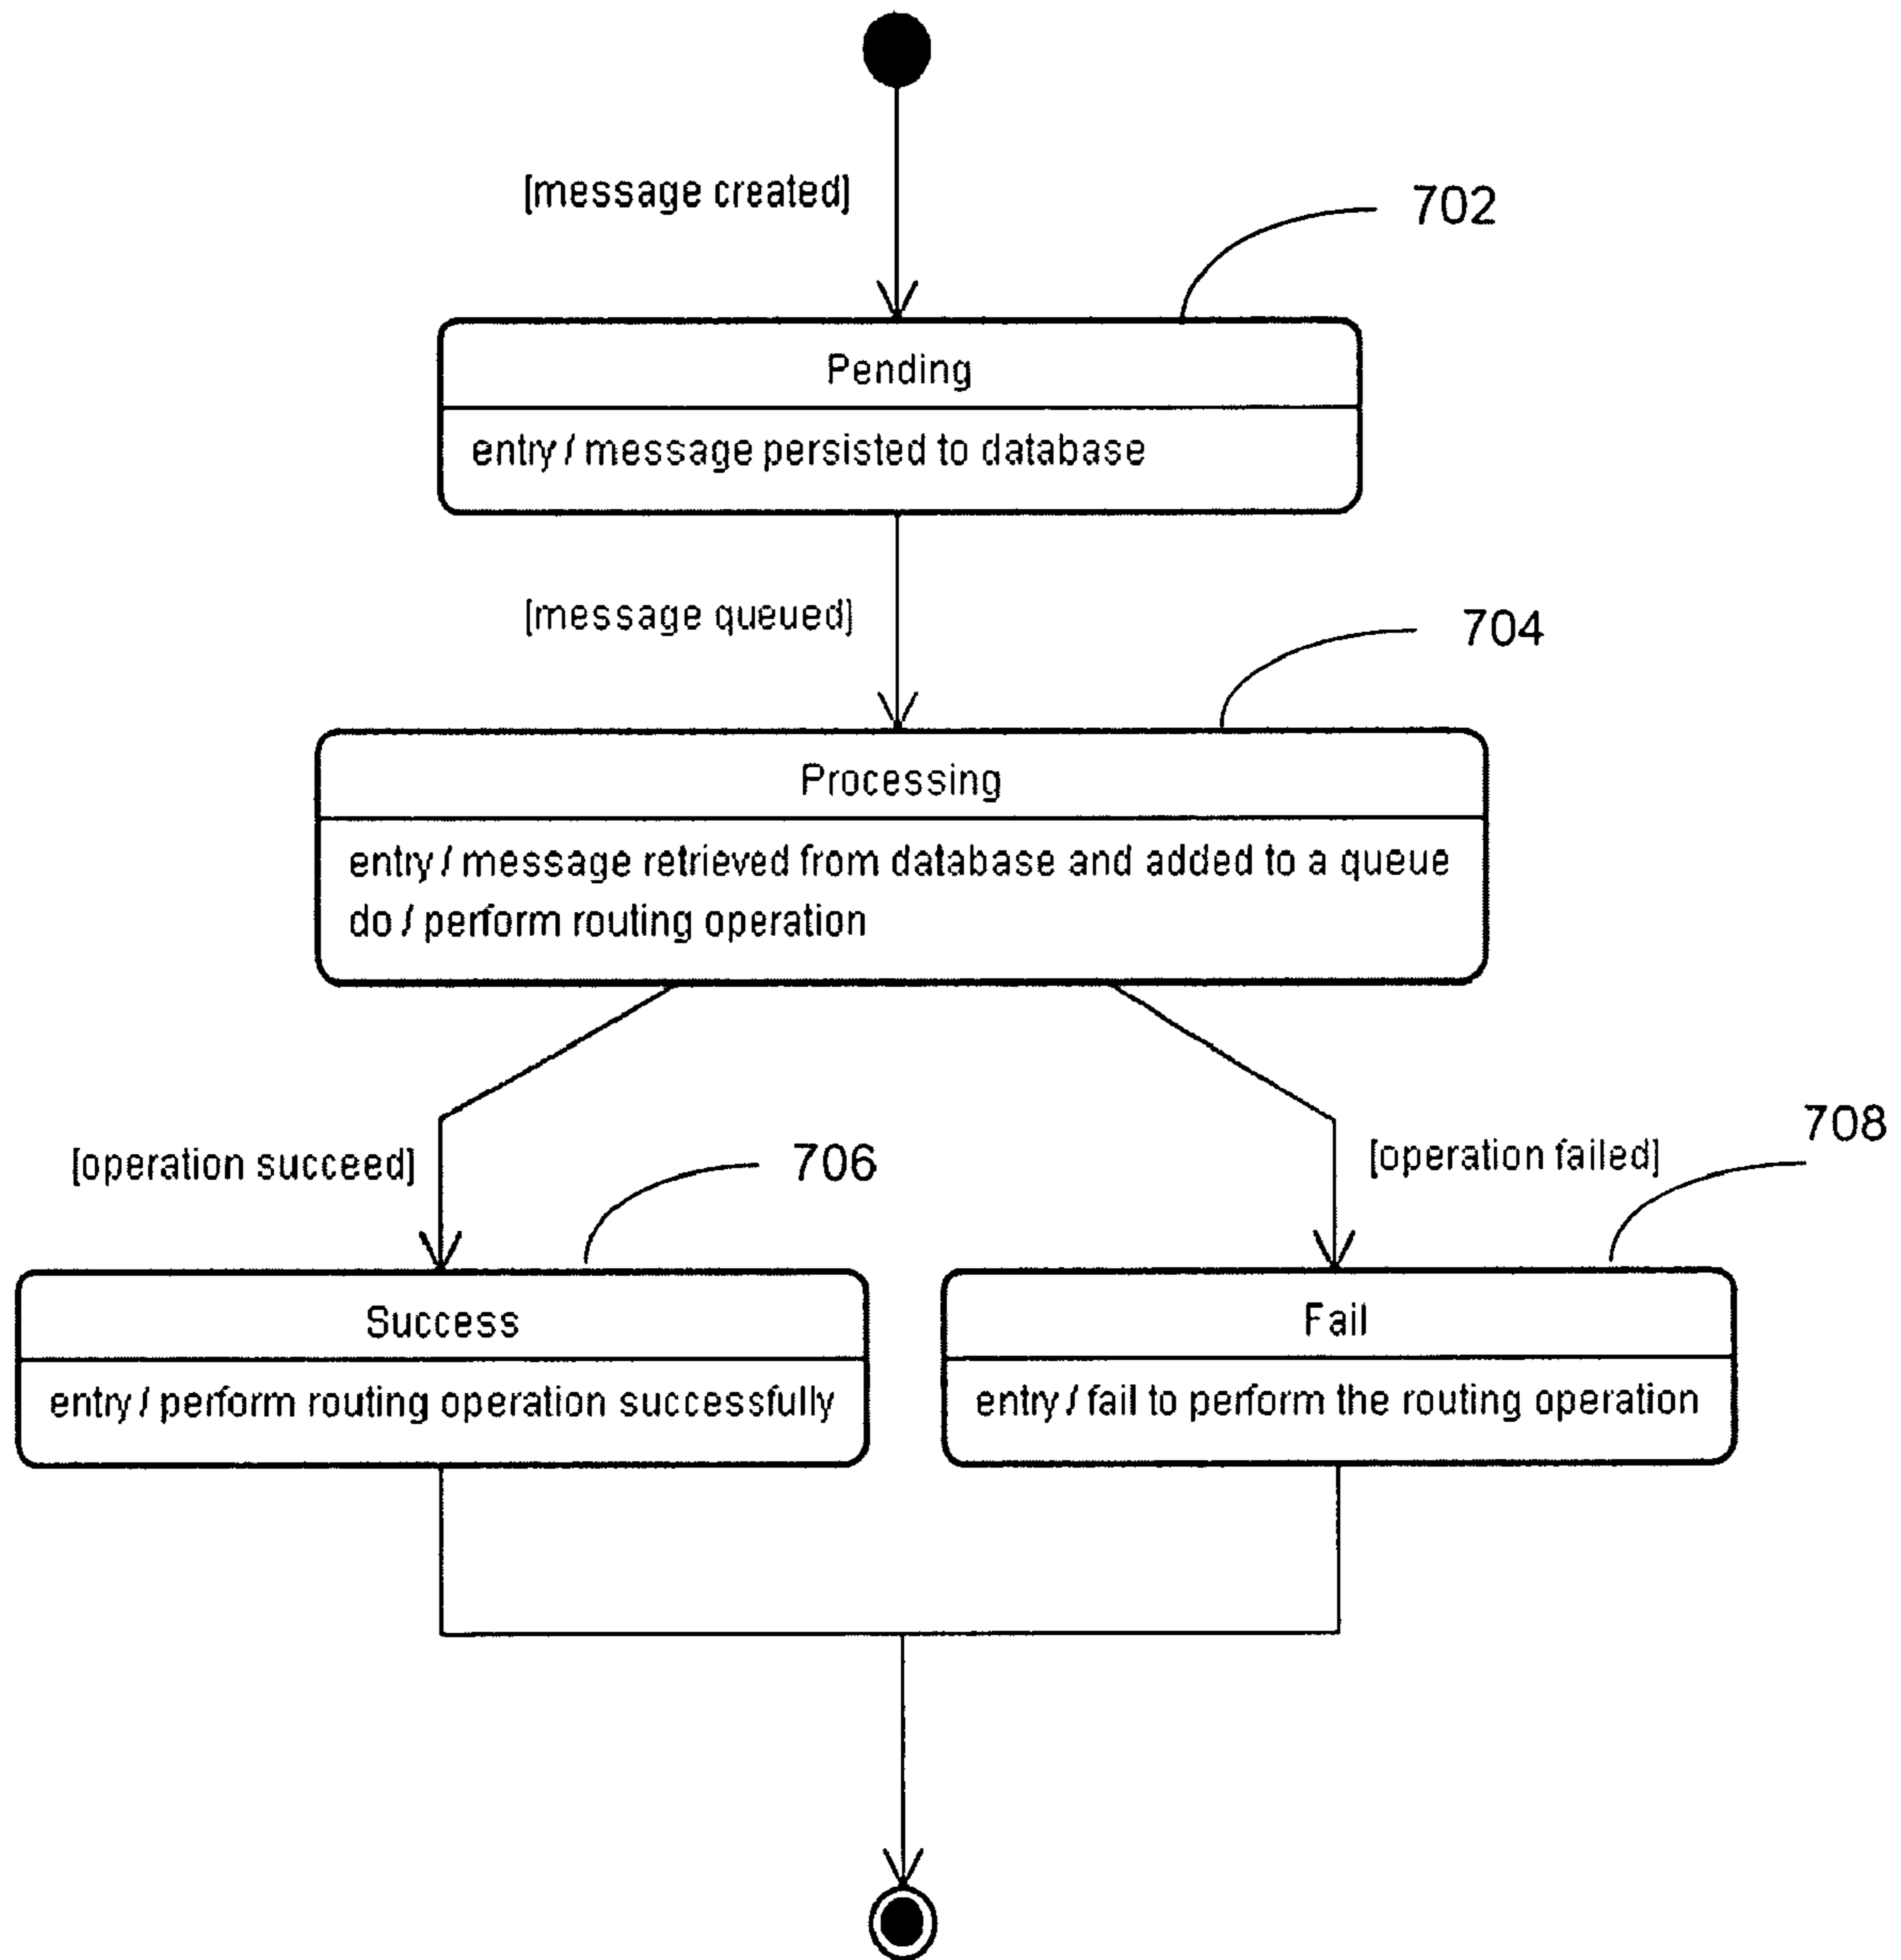 [message created]
702
Pending
entry / message persisted to database
[message queued]
704
Processing
entry / message retrieved from database and added to a queue
do / perform routing operation
[operation succeed]
706
[operation failed]
708
Success
entry / perform routing operation successfully
Fail
entry / fail to perform the routing operation